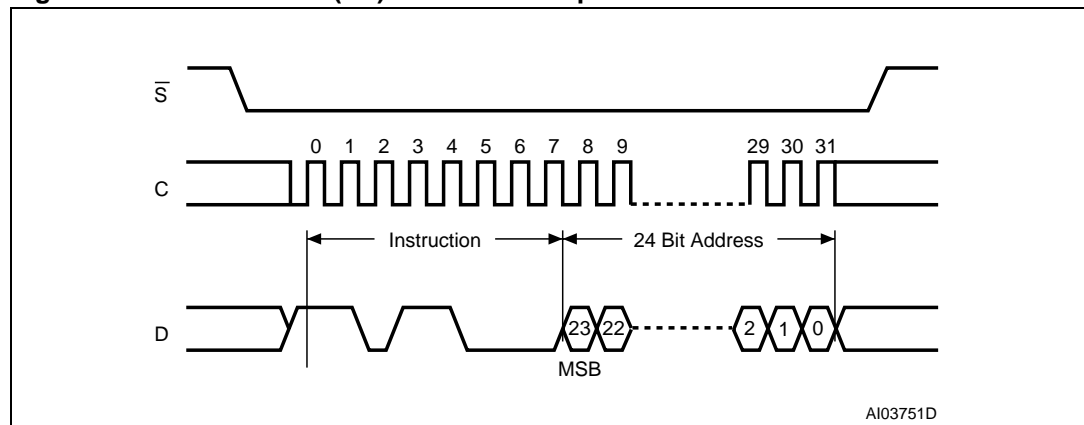 S
0 1 2 3 4 5 6 7 8 9 29 30 31
C
Instruction 24 Bit Address
D
23 22 2 1 0
MSB
AI03751D